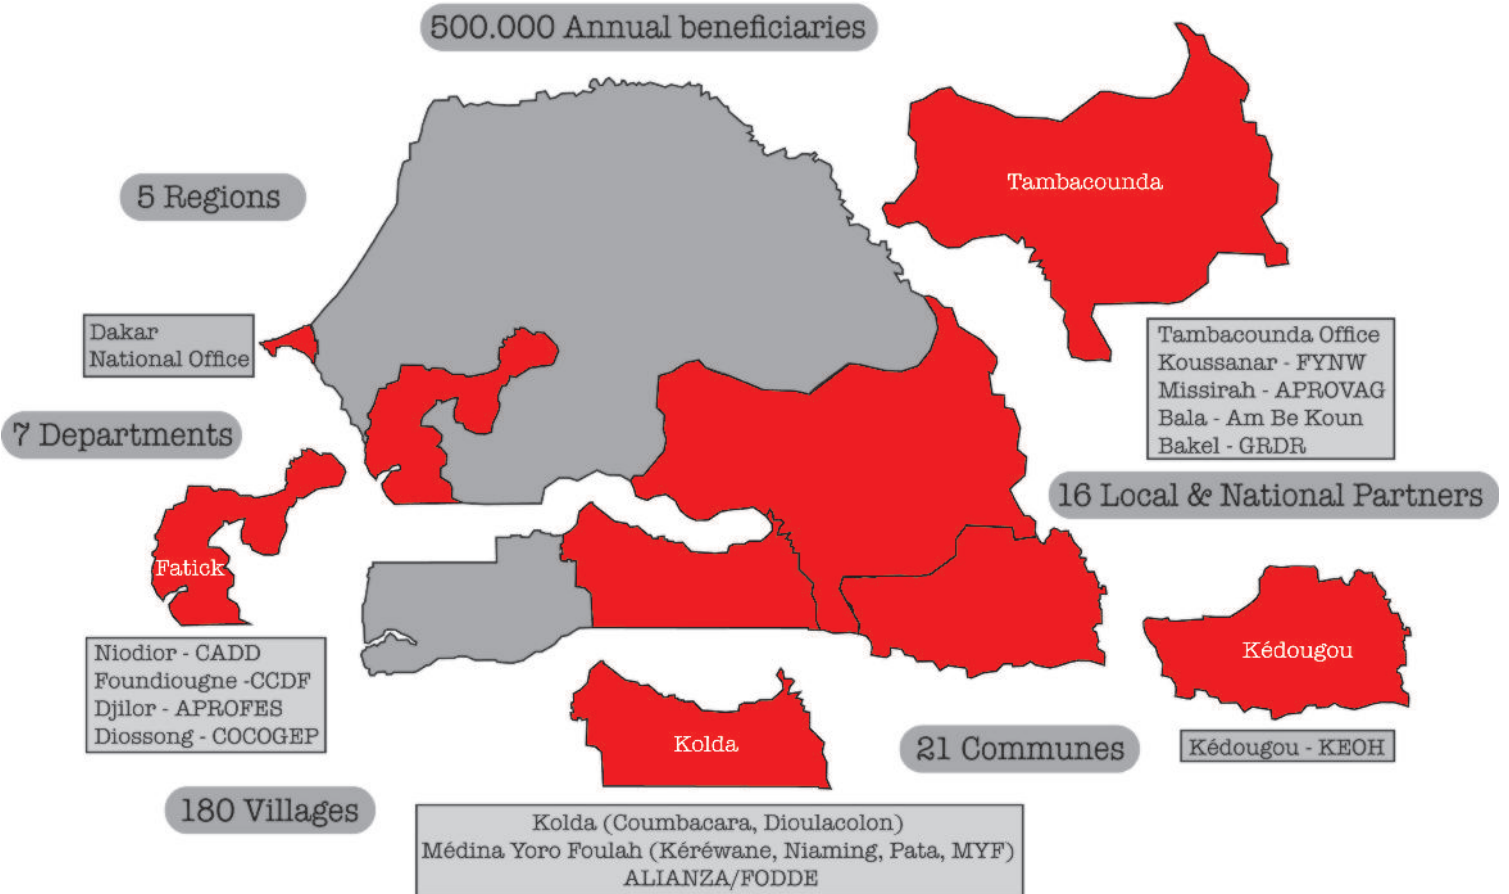 500.000 Annual beneficiaries
Tambacounda
5 Regions
Dakar
National Office
Tambacounda Office
Koussanar - FYNW
Missirah - APROVAG
Bala - Am Be Koun
Bakel - GRDR
7 Departments
16 Local & National Partners
Fatick
Niodior - CADD
Foundiougne -CCDF
Djilor - APROFES
Diossong - COCOGEP
Kédougou
Kédougou - KEOH
Kolda
21 Communes
180 Villages
Kolda (Coumbacara, Dioulacolon)
Médina Yoro Foulah (Kéréwane, Niaming, Pata, MYF)
ALIANZA/FODDE